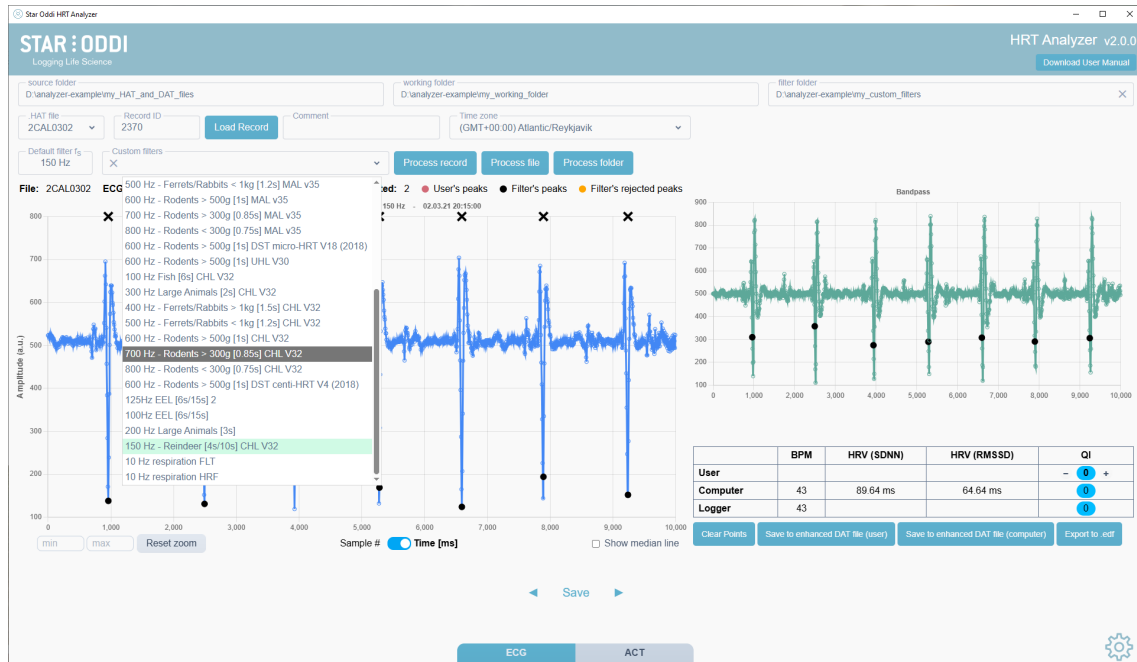 Star Oddi HRT Analyzer
STAR:ODDI
Logging Life Science
HRT Analyzer v2.0.0
Download User Manual
source folder
D:\analyzer-example\my_HAT_and_DAT_files
working folder
D:\analyzer-example\my_working_folder
filter folder
D:\analyzer-example\my_custom_filters
.HAT file
2CAL0302
Record ID
2370
Load Record
Comment
Time zone
(GMT+00:00) Atlantic/Reykjavik
Default filter fS
150 Hz
Custom filters
Process record
Process file
Process folder
File: 2CAL0302 ECG
2 User's peaks Filter's peaks Filter's rejected peaks
150 Hz - 02.03.21 20:15:00
500 Hz - Ferrets/Rabbits < 1kg [1.2s] MAL v35
600 Hz - Rodents > 500g [1s] MAL v35
700 Hz - Rodents > 300g [0.85s] MAL v35
800 Hz - Rodents < 300g [0.75s] MAL v35
600 Hz - Rodents > 500g [1s] DST micro-HRT V18 (2018)
600 Hz - Rodents > 500g [1s] UHL V30
100 Hz Fish [6s] CHL V32
300 Hz Large Animals [2s] CHL V32
400 Hz - Ferrets/Rabbits > 1kg [1.5s] CHL V32
500 Hz - Ferrets/Rabbits < 1kg [1.2s] CHL V32
600 Hz - Rodents > 500g [1s] CHL V32
700 Hz - Rodents > 300g [0.85s] CHL V32
800 Hz - Rodents < 300g [0.75s] CHL V32
600 Hz - Rodents > 500g [1s] DST centi-HRT V4 (2018)
125Hz EEL [6s/15s] 2
100Hz EEL [6s/15s]
200 Hz Large Animals [3s]
150 Hz - Reindeer [4s/10s] CHL V32
10 Hz respiration FLT
10 Hz respiration HRF
Amplitude (a.u.)
800
700
600
500
400
300
200
100
0 1,000 2,000 3,000 4,000 5,000 6,000 7,000 8,000 9,000 10,000
min
max
Reset zoom
Sample #
Time [ms]
Show median line
Bandpass
900
800
700
600
500
400
300
200
100
0 1,000 2,000 3,000 4,000 5,000 6,000 7,000 8,000 9,000 10,000
BPM HRV (SDNN) HRV (RMSSD) QI
User - 0 +
Computer 43 89.64 ms 64.64 ms 0
Logger 43 0
Clear Points
Save to enhanced DAT file (user)
Save to enhanced DAT file (computer)
Export to .edf
Save
ECG
ACT